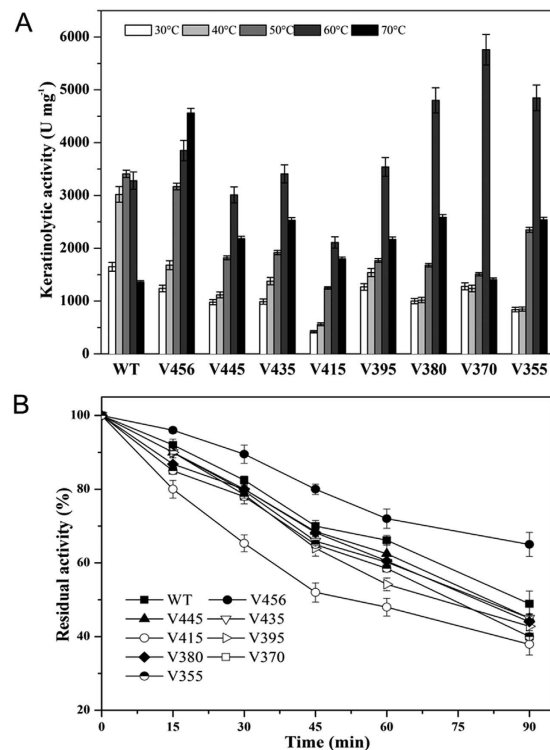 A
30°C 40°C 50°C 60°C 70°C
Keratinolytic activity (U mg⁻¹)
6000
5000
4000
3000
2000
1000
0
WT V456 V445 V435 V415 V395 V380 V370 V355
B
Residual activity (%)
100
80
60
40
20
WT V456
V445 V435
V415 V395
V380 V370
V355
0 15 30 45 60 75 90
Time (min)